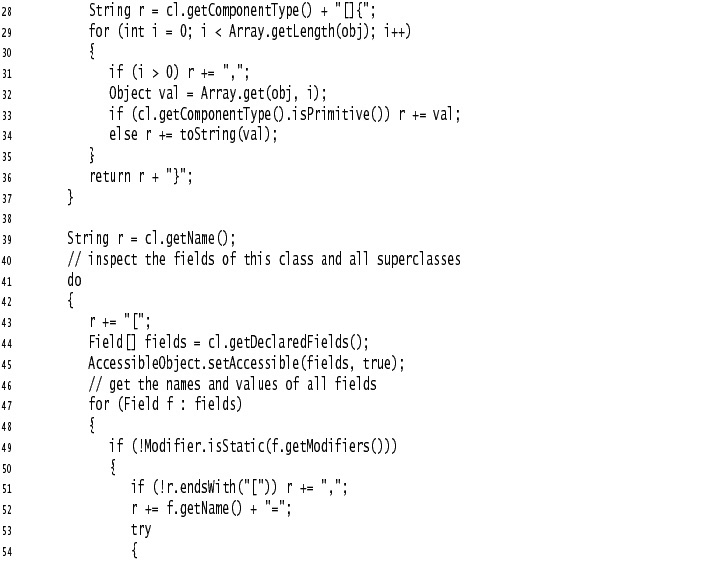 28 String r = cl.getComponentType() + "[]{";
29 for (int i = 0; i < Array.getLength(obj); i++)
30 {
31 if (i > 0) r += ",";
32 Object val = Array.get(obj, i);
33 if (cl.getComponentType().isPrimitive()) r += val;
34 else r += toString(val);
35 }
36 return r + "}";
37 }
38
39 String r = cl.getName();
40 // inspect the fields of this class and all superclasses
41 do
42 {
43 r += "[";
44 Field[] fields = cl.getDeclaredFields();
45 AccessibleObject.setAccessible(fields, true);
46 // get the names and values of all fields
47 for (Field f : fields)
48 {
49 if (!Modifier.isStatic(f.getModifiers()))
50 {
51 if (!r.endsWith("[")) r += ",";
52 r += f.getName() + "=";
53 try
54 {